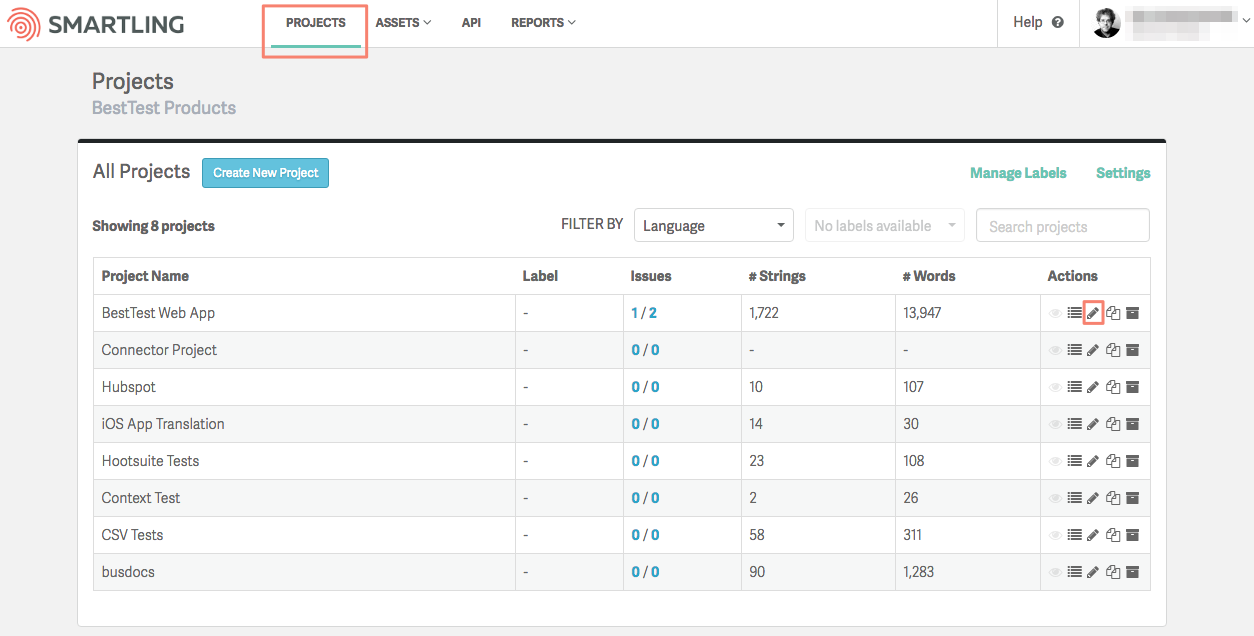 SMARTLING PROJECTS ASSETS API REPORTS Help
Projects
BestTest Products
All Projects Create New Project Manage Labels Settings
Showing 8 projects FILTER BY Language No labels available Search projects
Project Name Label Issues # Strings # Words Actions
BestTest Web App - 1 / 2 1,722 13,947
Connector Project - 0 / 0 - -
Hubspot - 0 / 0 10 107
iOS App Translation - 0 / 0 14 30
Hootsuite Tests - 0 / 0 23 108
Context Test - 0 / 0 2 26
CSV Tests - 0 / 0 58 311
busdocs - 0 / 0 90 1,283